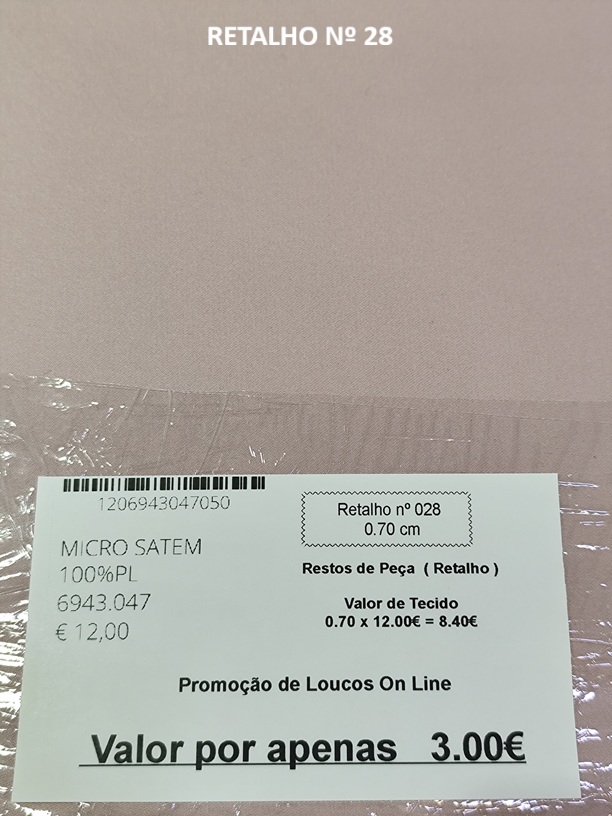 RETALHO Nº 28
1206943047050
MICRO SATEM
100%PL
6943.047
€ 12,00
Retalho nº 028
0.70 cm
Restos de Peça ( Retalho )
Valor de Tecido
0.70 x 12.00€ = 8.40€
Promoção de Loucos On Line
Valor por apenas 3.00€